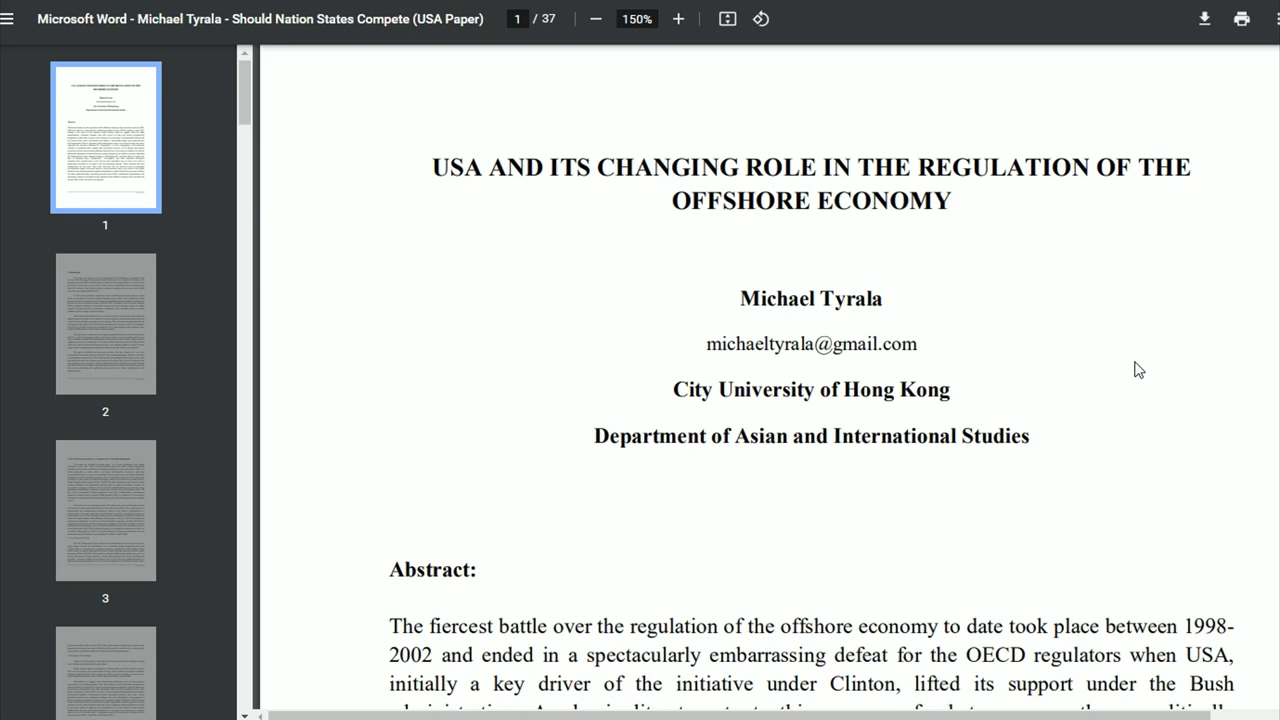 Microsoft Word - Michael Tyrala - Should Nation States Compete (USA Paper)
1 / 37
150%
USA AND ITS CHANGING ROLE IN THE REGULATION OF THE
OFFSHORE ECONOMY
Michael Tyrala
michaeltyrala@gmail.com
City University of Hong Kong
Department of Asian and International Studies
Abstract:
The fiercest battle over the regulation of the offshore economy to date took place between 1998-
2002 and ended in a spectacularly embarrassing defeat for the OECD regulators when USA,
initially a key driver of the initiative under Clinton, lifted its support under the Bush
1
2
3